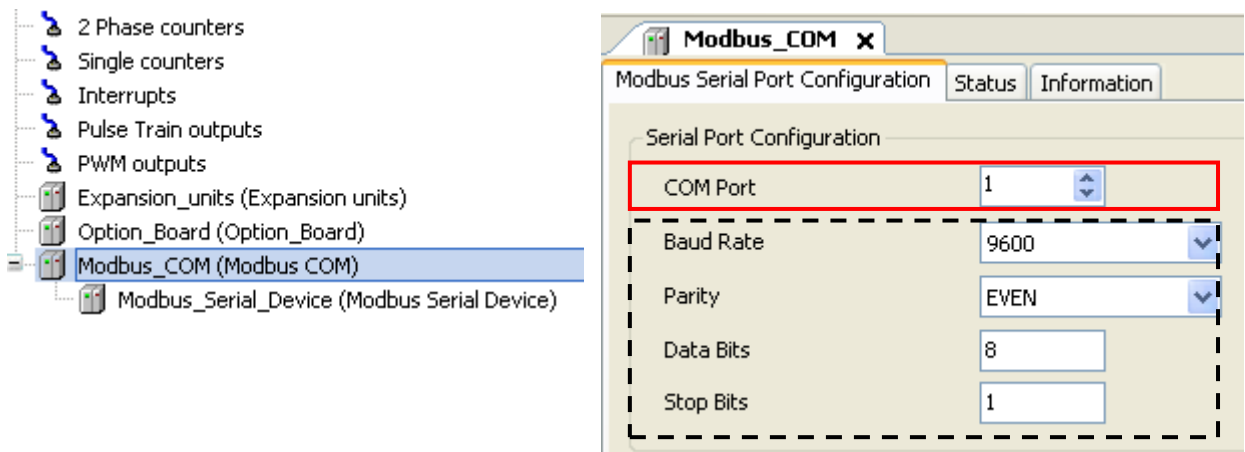 2 Phase counters
Single counters
Interrupts
Pulse Train outputs
PWM outputs
Expansion_units (Expansion units)
Option_Board (Option_Board)
Modbus_COM (Modbus COM)
Modbus_Serial_Device (Modbus Serial Device)
Modbus_COM x
Modbus Serial Port Configuration Status Information
Serial Port Configuration
COM Port 1
Baud Rate 9600
Parity EVEN
Data Bits 8
Stop Bits 1